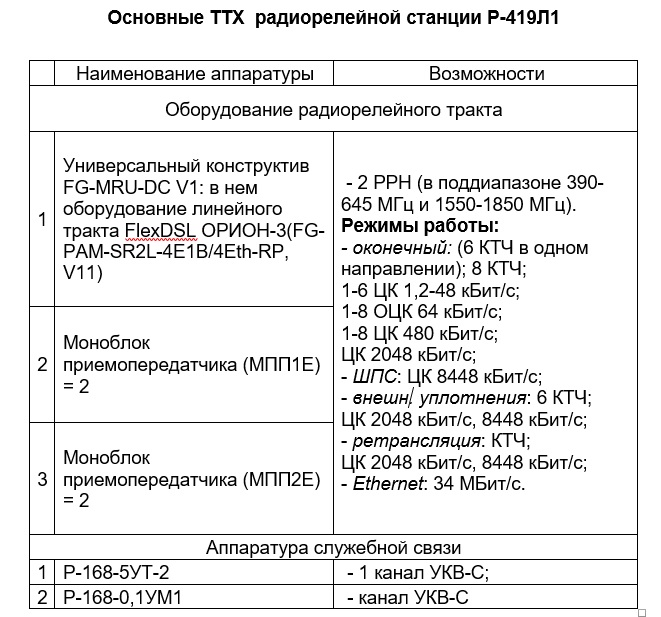 Основные ТТХ радиорелейной станции Р-419Л1
Наименование аппаратуры
Возможности
Оборудование радиорелейного тракта
1
Универсальный конструктив
FG-MRU-DC V1: в нем
оборудование линейного
тракта FlexDSL ОРИОН-3(FG-
PAM-SR2L-4E1B/4Eth-RP,
V11)
2
Моноблок
приемопередатчика (МПП1Е)
= 2
3
Моноблок
приемопередатчика (МПП2Е)
= 2
- 2 РРН (в поддиапазоне 390-
645 МГц и 1550-1850 МГц).
Режимы работы:
- оконечный: (6 КТЧ в одном
направлении); 8 КТЧ;
1-6 ЦК 1,2-48 кБит/с;
1-8 ОЦК 64 кБит/с;
1-8 ЦК 480 кБит/с;
ЦК 2048 кБит/с;
- ШПС: ЦК 8448 кБит/с;
- внешн/ уплотнения: 6 КТЧ;
ЦК 2048 кБит/с, 8448 кБит/с;
- ретрансляция: КТЧ;
ЦК 2048 кБит/с, 8448 кБит/с;
- Ethernet: 34 МБит/с.
Аппаратура служебной связи
1
Р-168-5УТ-2
- 1 канал УКВ-С;
2
Р-168-0,1УМ1
- канал УКВ-С